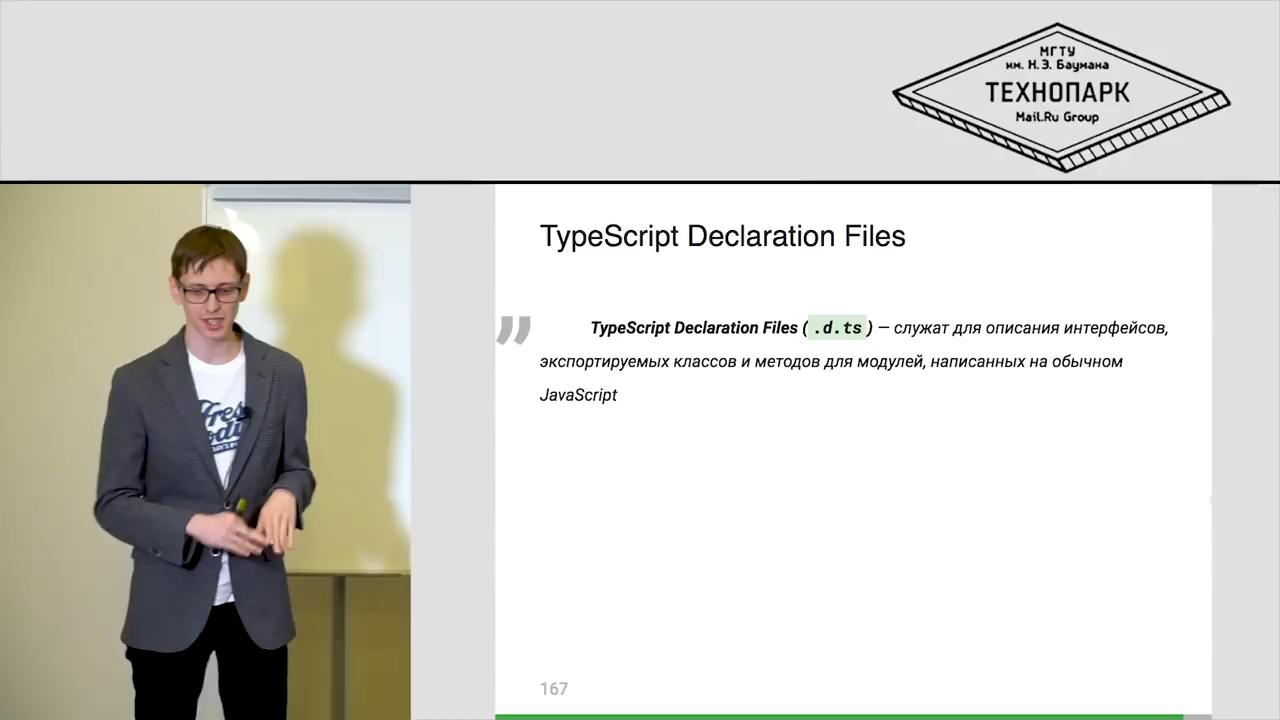 МГТУ
им. Н.Э. Баумана
ТЕХНОПАРК
Mail.Ru Group
TypeScript Declaration Files
” TypeScript Declaration Files ( .d.ts ) — служат для описания интерфейсов,
экспортируемых классов и методов для модулей, написанных на обычном
JavaScript
167